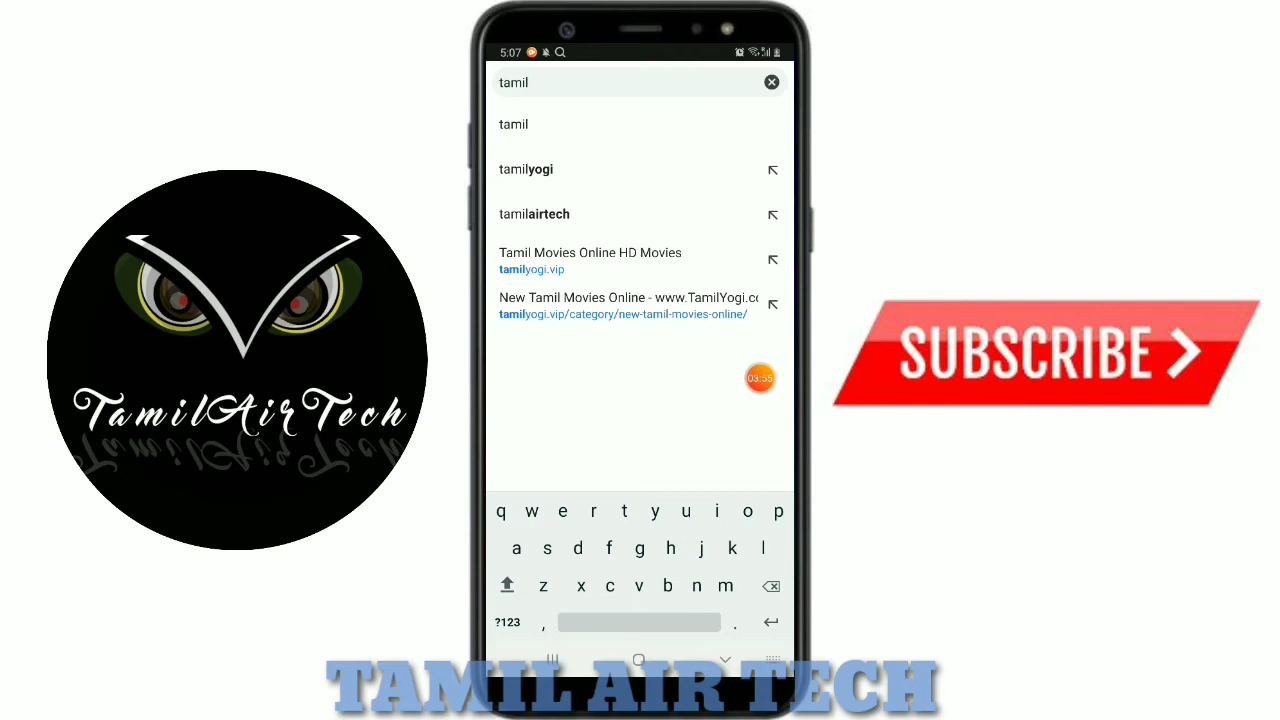 5:07
tamil
tamil
tamilyogi
tamilairtech
Tamil Movies Online HD Movies
tamilyogi.vip
New Tamil Movies Online - www.TamilYogi.cc
tamilyogi.vip/category/new-tamil-movies-online/
03:55
q w e r t y u i o p
a s d f g h j k l
z x c v b n m
?123 , .
TamilAirTech
SUBSCRIBE
TAMIL AIR TECH